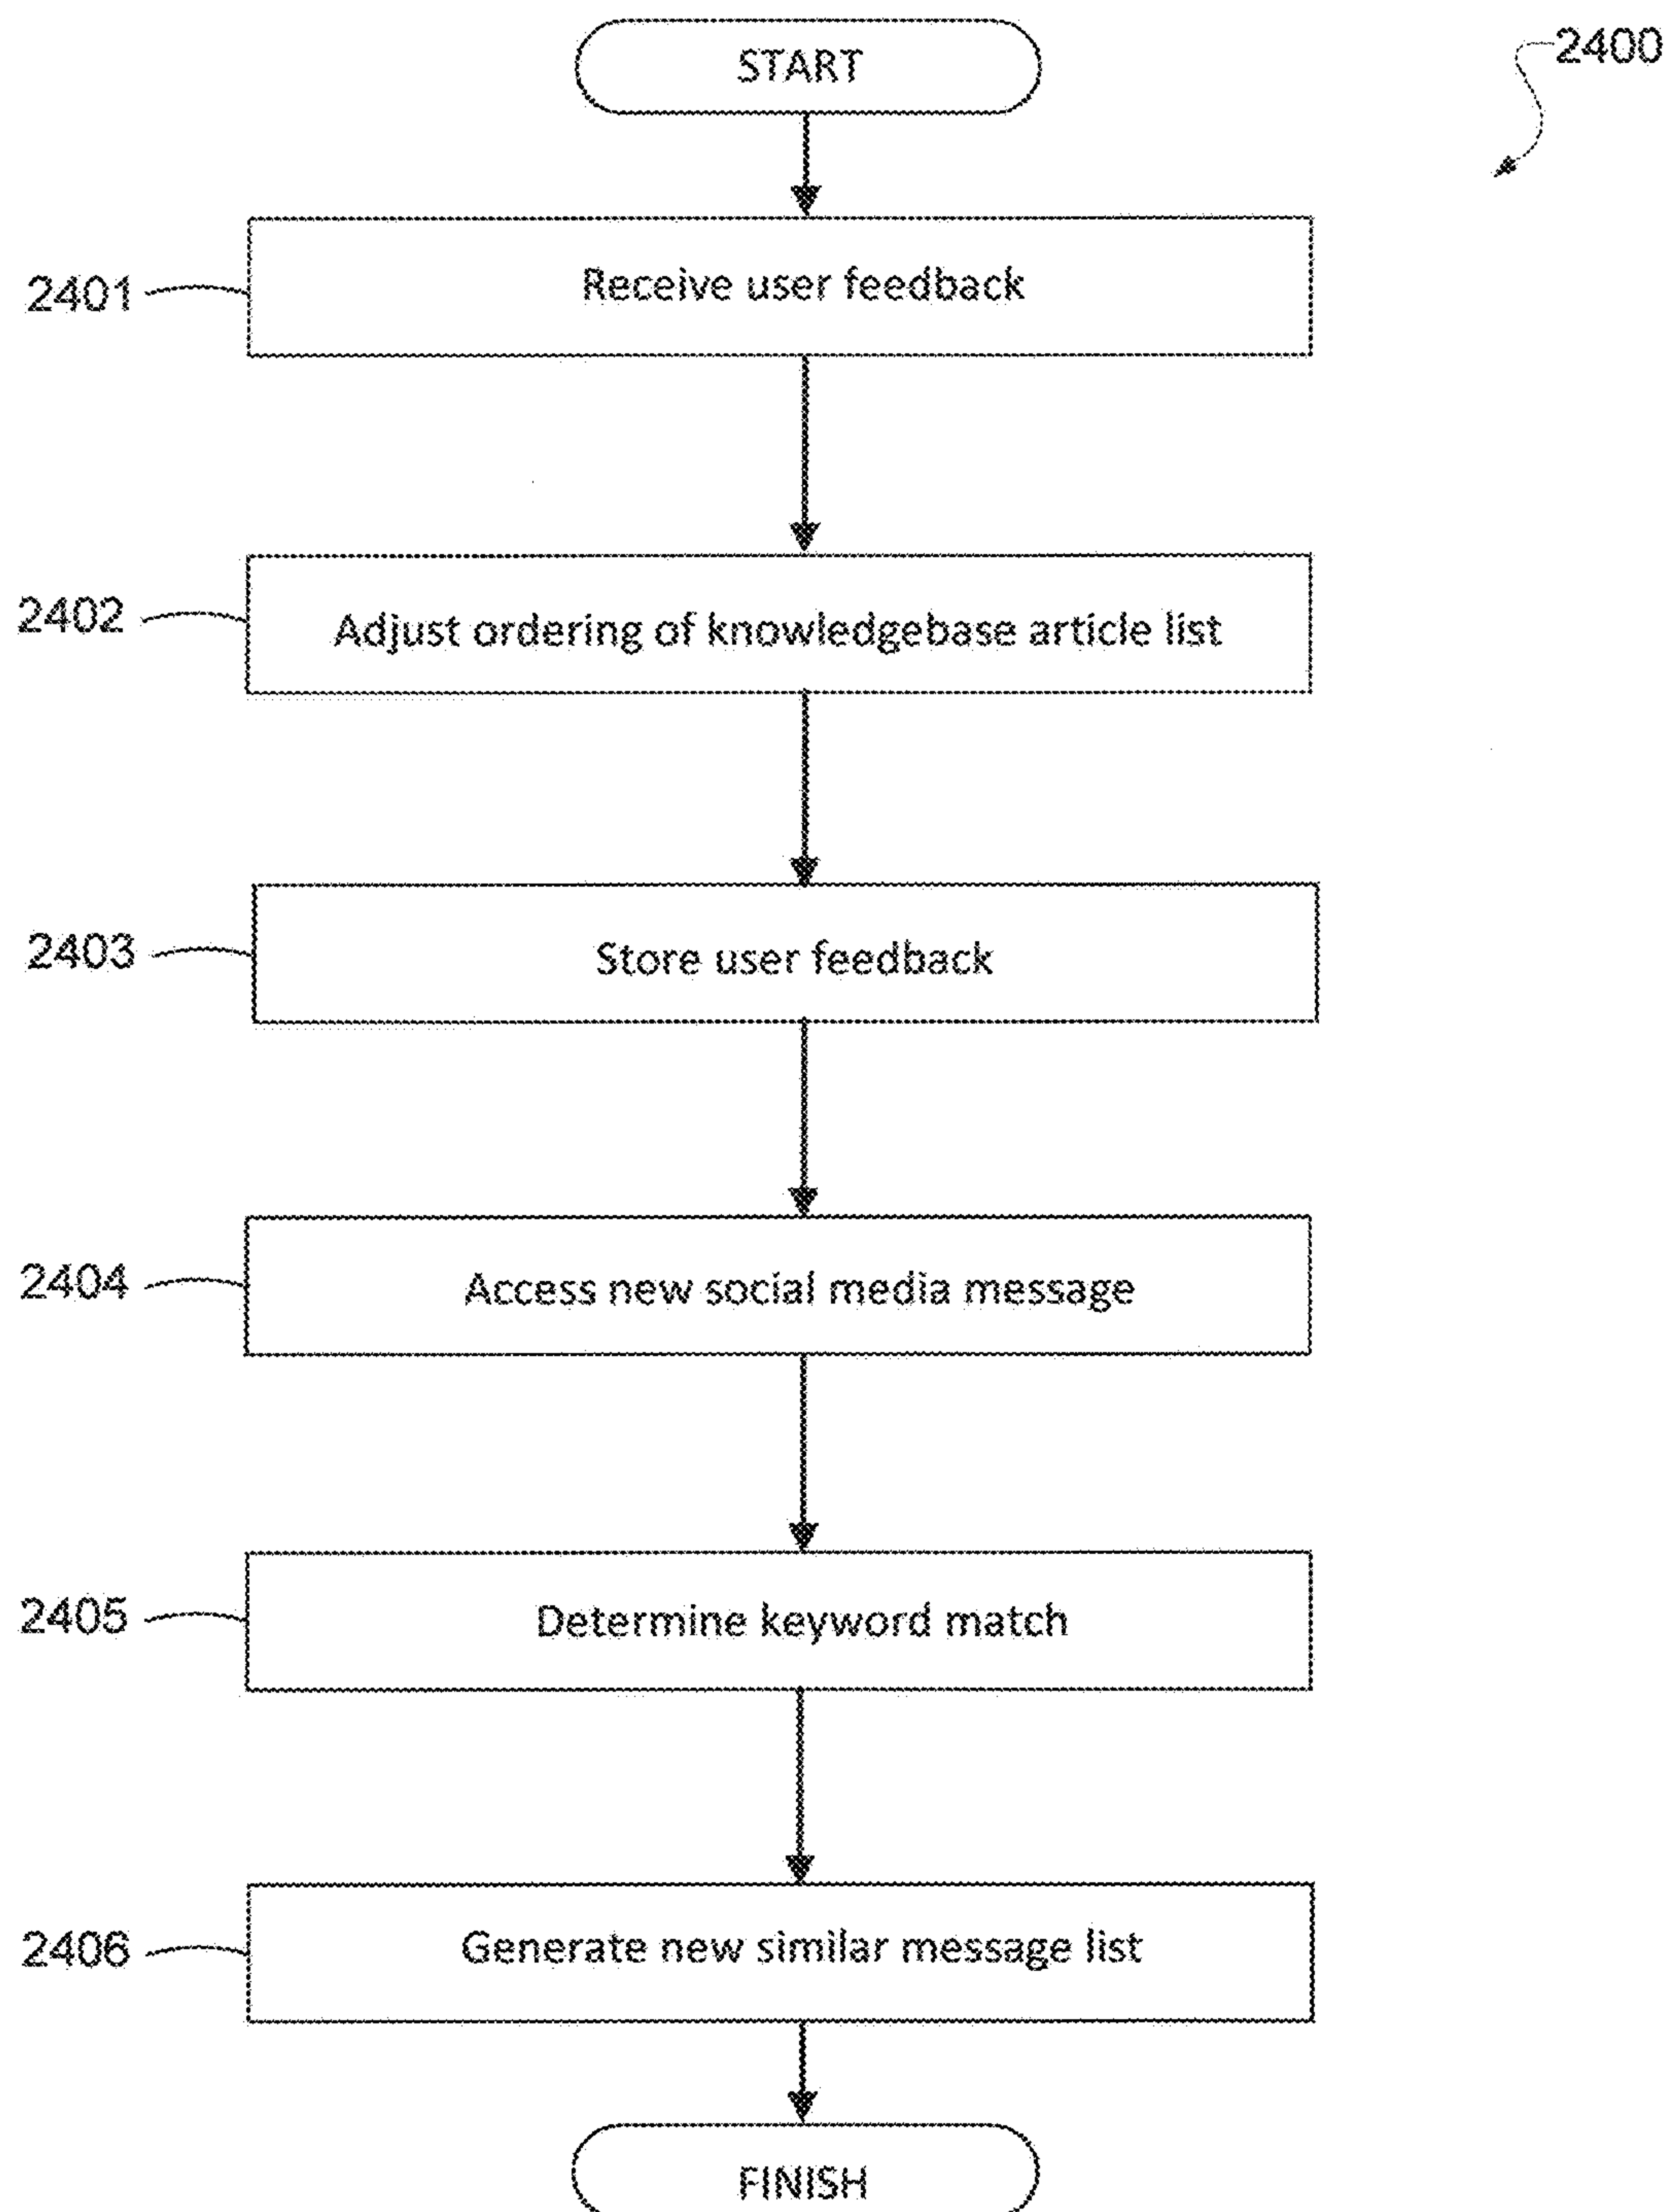 START
2400
2401
Receive user feedback
2402
Adjust ordering of knowledgebase article list
2403
Store user feedback
2404
Access new social media message
2405
Determine keyword match
2406
Generate new similar message list
FINISH